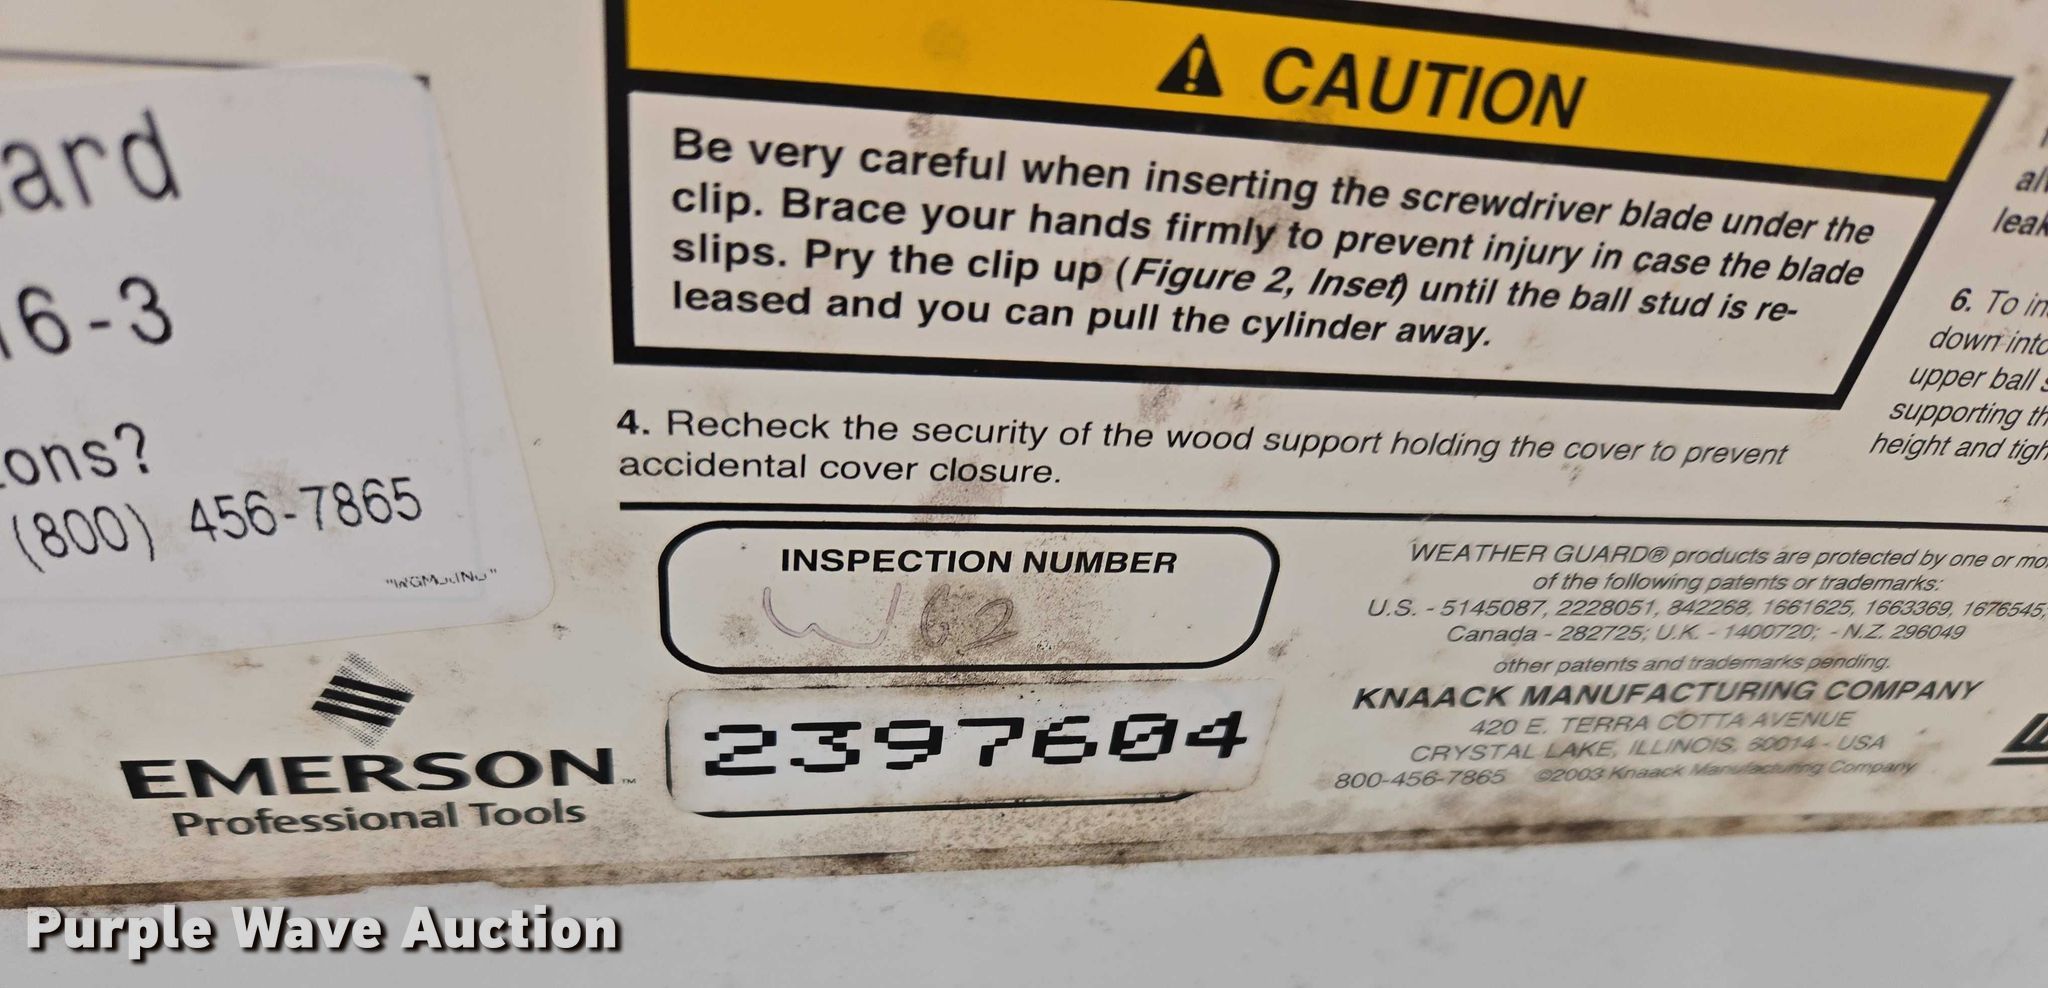 ard
16-3
ons?
(800) 456-7865
CAUTION
Be very careful when inserting the screwdriver blade under the
clip. Brace your hands firmly to prevent injury in case the blade
slips. Pry the clip up (Figure 2, Inset) until the ball stud is re-
leased and you can pull the cylinder away.
4. Recheck the security of the wood support holding the cover to prevent
accidental cover closure.
leak
6. To in
down into
upper ball s
supporting th
height and tigh
INSPECTION NUMBER
W62
2397604
EMERSON™
Professional Tools
WEATHER GUARD® products are protected by one or mo
of the following patents or trademarks:
U.S. - 5145087, 2228051, 842268, 1661625, 1663369, 1676545,
Canada - 282725; U.K. - 1400720; - N.Z. 296049
other patents and trademarks pending.
KNAACK MANUFACTURING COMPANY
420 E. TERRA COTTA AVENUE
CRYSTAL LAKE, ILLINOIS 60014 - USA
800-456-7865 ©2003 Knaack Manufacturing Company
Purple Wave Auction